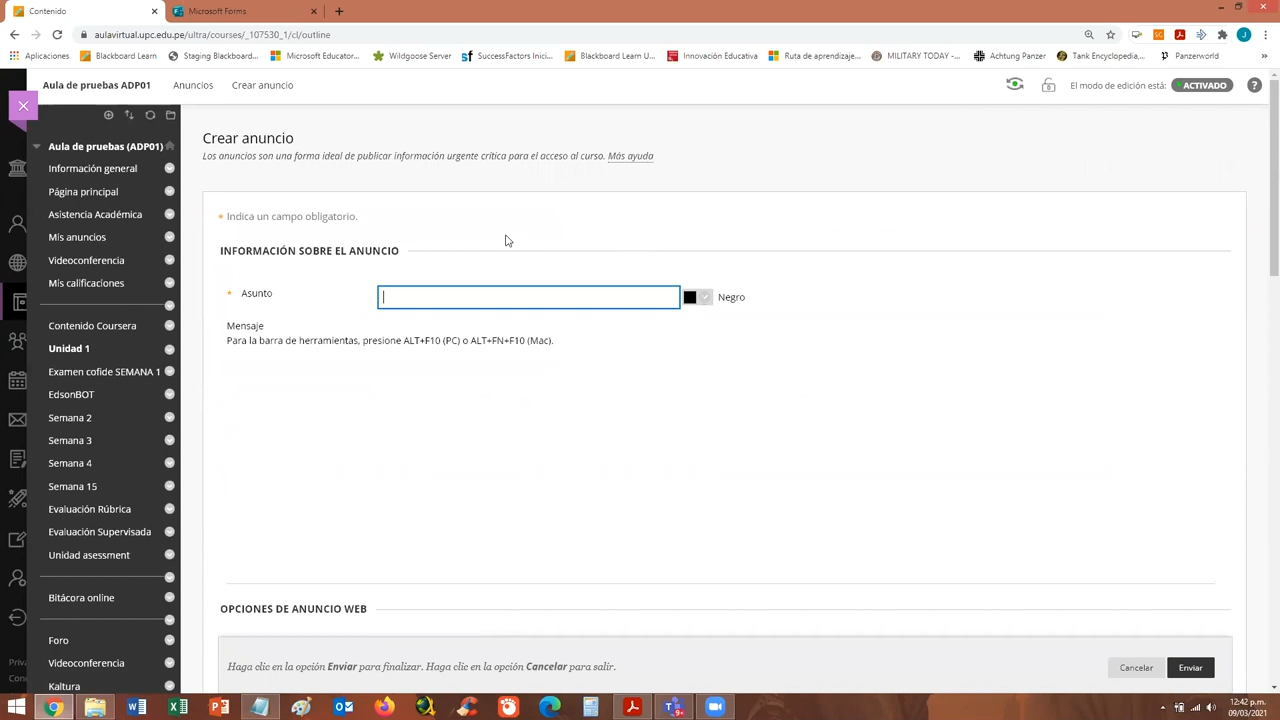 Contenido
Microsoft Forms
aulavirtual.upc.edu.pe/ultra/courses/_107530_1/cl/outline
Aplicaciones
Blackboard Learn
Staging Blackboard...
Microsoft Educator...
Wildgoose Server
SuccessFactors Inici...
Blackboard Learn U...
Innovación Educativa
Ruta de aprendizaje...
MILITARY TODAY -...
Achtung Panzer
Tank Encyclopedia,...
Panzerworld
Aula de pruebas ADP01
Anuncios
Crear anuncio
El modo de edición está:
ACTIVADO
Aula de pruebas (ADP01)
Información general
Página principal
Asistencia Académica
Mis anuncios
Videoconferencia
Mis calificaciones
Contenido Coursera
Unidad 1
Examen cofide SEMANA 1
EdsonBOT
Semana 2
Semana 3
Semana 4
Semana 15
Evaluación Rúbrica
Evaluación Supervisada
Unidad asessment
Bitácora online
Foro
Videoconferencia
Kaltura
Crear anuncio
Los anuncios son una forma ideal de publicar información urgente crítica para el acceso al curso. Más ayuda
* Indica un campo obligatorio.
INFORMACIÓN SOBRE EL ANUNCIO
* Asunto
Negro
Mensaje
Para la barra de herramientas, presione ALT+F10 (PC) o ALT+FN+F10 (Mac).
OPCIONES DE ANUNCIO WEB
Haga clic en la opción Enviar para finalizar. Haga clic en la opción Cancelar para salir.
Cancelar
Enviar
12:42 p. m.
09/03/2021